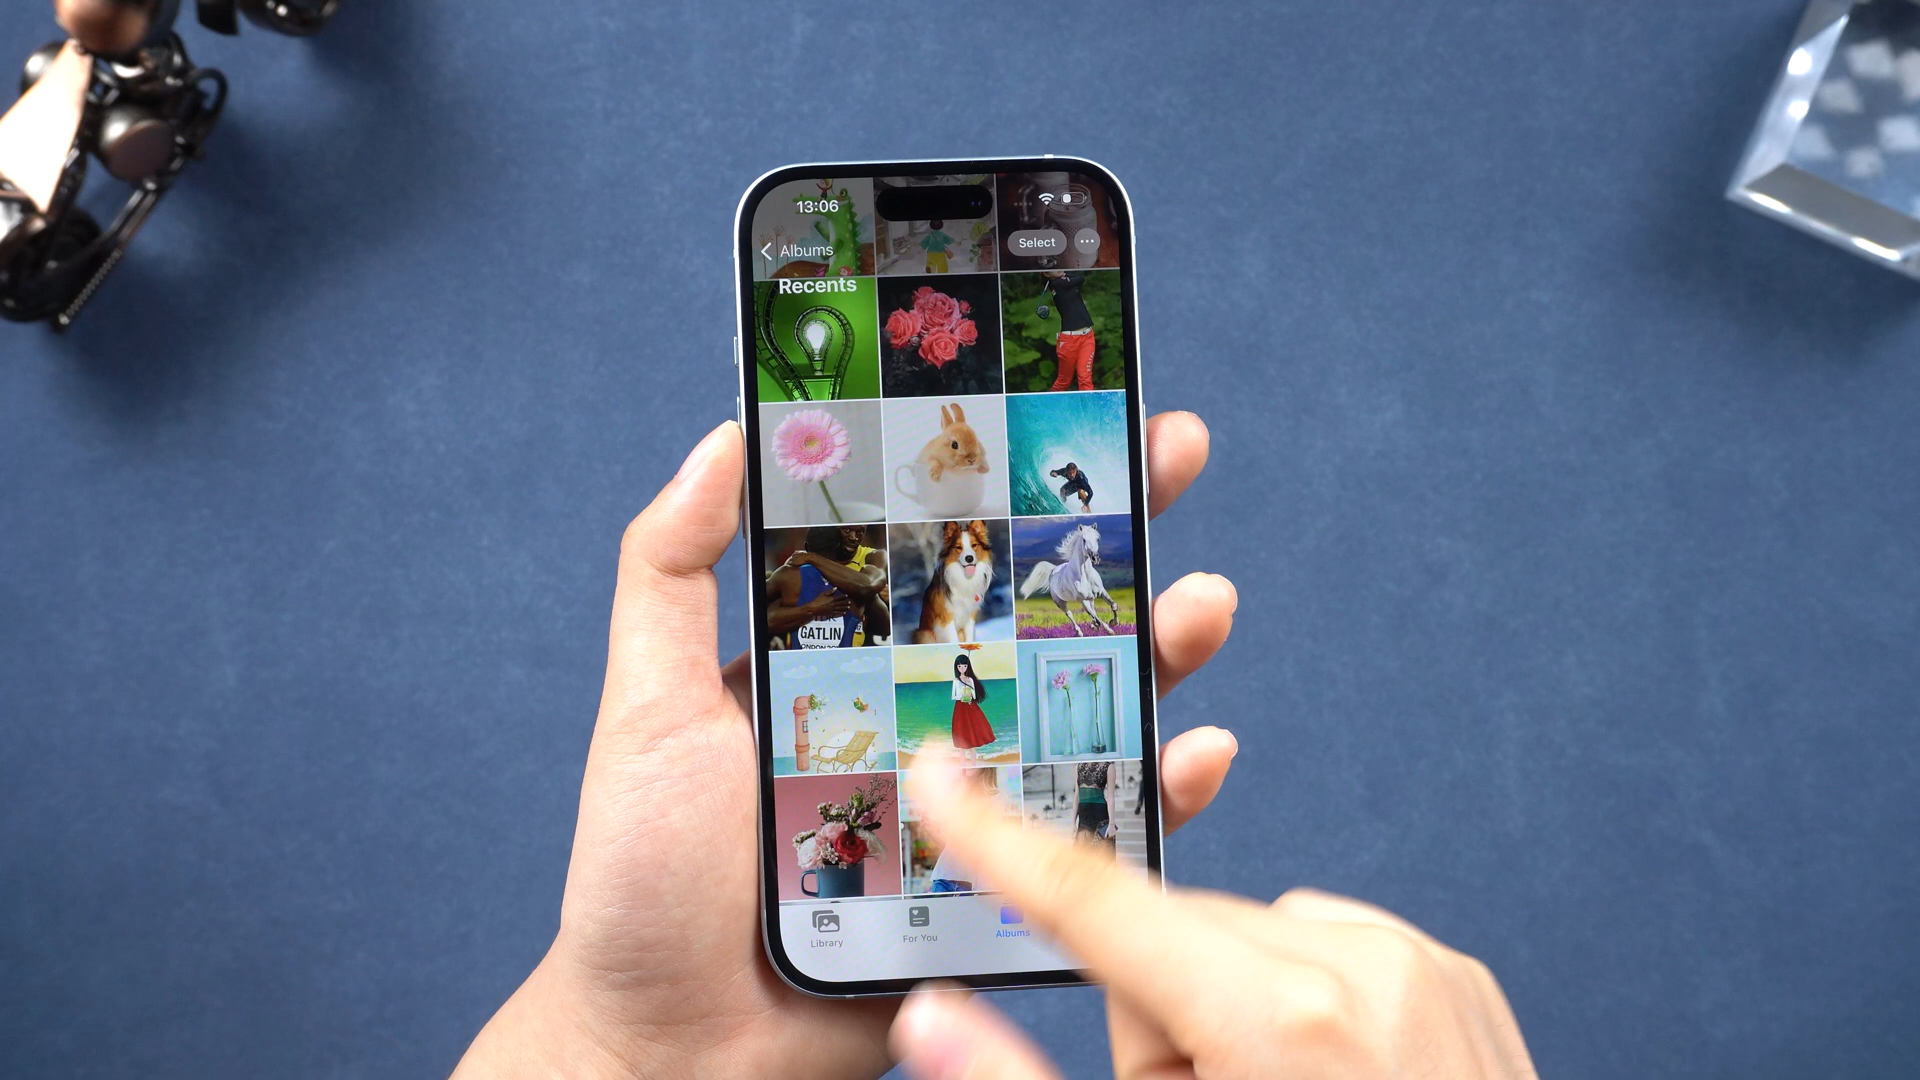 13:06
Albums
Select
Recents
GATLIN
Library
For You
Albums